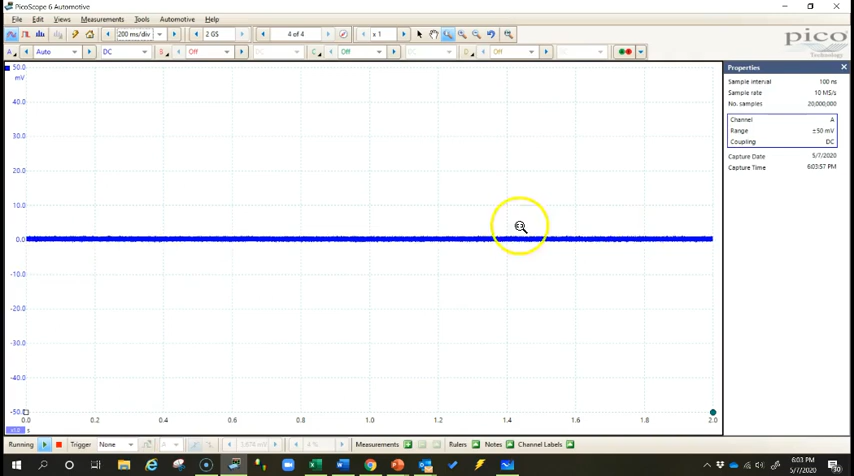 PicoScope 6 Automotive
File Edit Views Measurements Tools Automotive Help
200 ms/div 2 GS 4 of 4 x 1
A Auto DC B Off C Off D Off
pico
Technology
50.0
mV
40.0
30.0
20.0
10.0
0.0
-10.0
-20.0
-30.0
-40.0
-50.0
0.0 0.2 0.4 0.6 0.8 1.0 1.2 1.4 1.6 1.8 2.0
x1.0 s
Properties
Sample interval 100 ns
Sample rate 10 MS/s
No. samples 20,000,000
Channel A
Range ±50 mV
Coupling DC
Capture Date 5/7/2020
Capture Time 6:03:57 PM
Running Trigger None A Measurements Rulers Notes Channel Labels
6:03 PM
5/7/2020